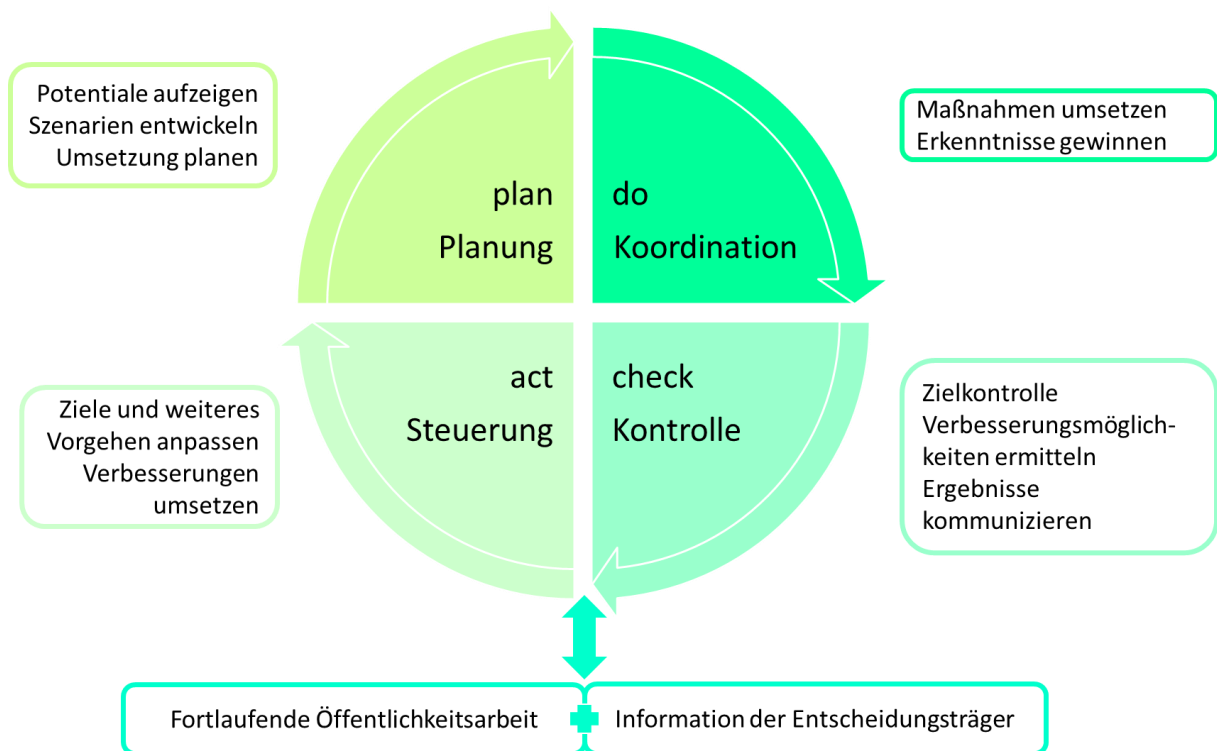 Potentiale aufzeigen
Szenarien entwickeln
Umsetzung planen
plan
Planung
do
Koordination
Maßnahmen umsetzen
Erkenntnisse gewinnen
Ziele und weiteres
Vorgehen anpassen
Verbesserungen
umsetzen
act
Steuerung
check
Kontrolle
Zielkontrolle
Verbesserungsmöglich-
keiten ermitteln
Ergebnisse
kommunizieren
Fortlaufende Öffentlichkeitsarbeit
Information der Entscheidungsträger